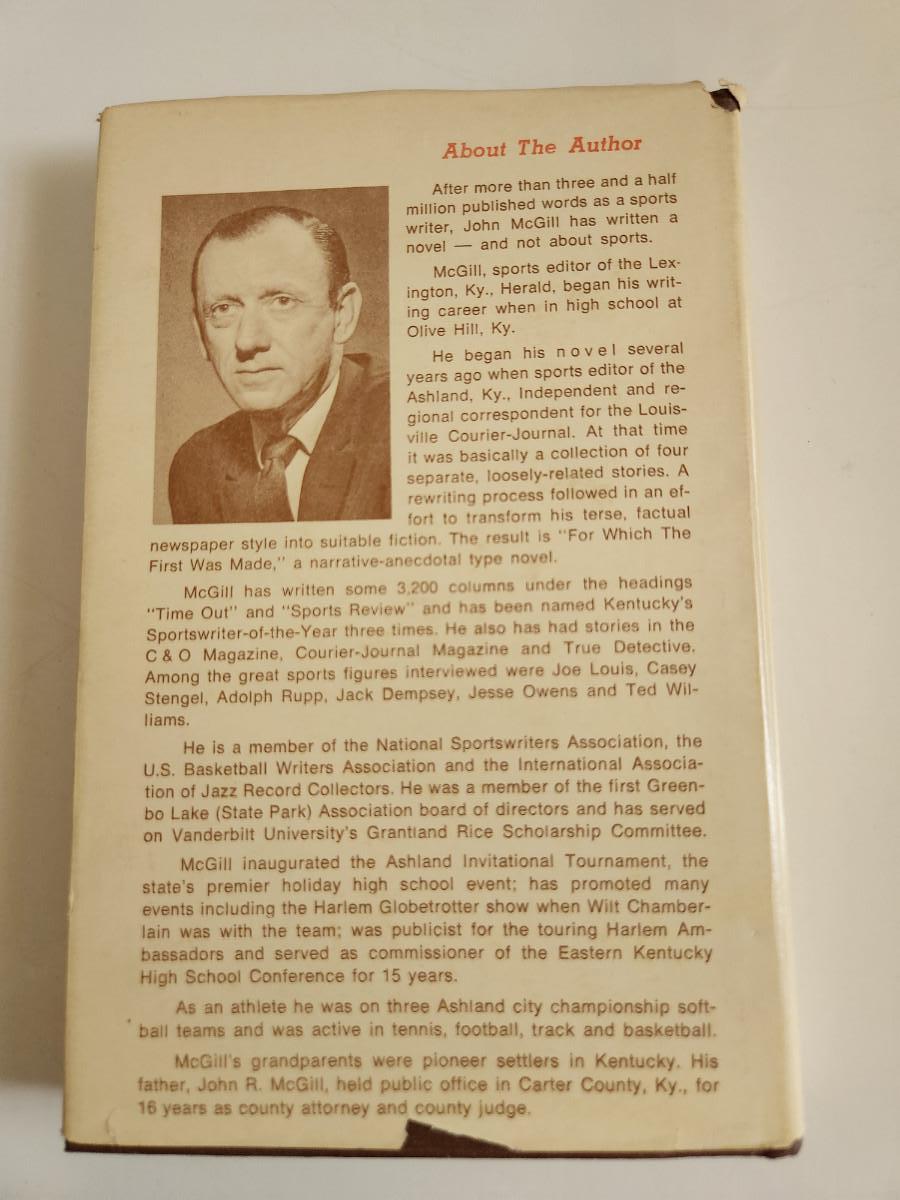 About The Author
After more than three and a half
million published words as a sports
writer, John McGill has written a
novel — and not about sports.
McGill, sports editor of the Lex-
ington, Ky., Herald, began his writ-
ing career when in high school at
Olive Hill, Ky.
He began his novel several
years ago when sports editor of the
Ashland, Ky., Independent and re-
gional correspondent for the Louis-
ville Courier-Journal. At that time
it was basically a collection of four
separate, loosely-related stories. A
rewriting process followed in an ef-
fort to transform his terse, factual
newspaper style into suitable fiction. The result is "For Which The
First Was Made," a narrative-anecdotal type novel.
McGill has written some 3,200 columns under the headings
"Time Out" and "Sports Review" and has been named Kentucky's
Sportswriter-of-the-Year three times. He also has had stories in the
C & O Magazine, Courier-Journal Magazine and True Detective.
Among the great sports figures interviewed were Joe Louis, Casey
Stengel, Adolph Rupp, Jack Dempsey, Jesse Owens and Ted Wil-
liams.
He is a member of the National Sportswriters Association, the
U.S. Basketball Writers Association and the International Associa-
tion of Jazz Record Collectors. He was a member of the first Green-
bo Lake (State Park) Association board of directors and has served
on Vanderbilt University's Grantland Rice Scholarship Committee.
McGill inaugurated the Ashland Invitational Tournament, the
state's premier holiday high school event; has promoted many
events including the Harlem Globetrotter show when Wilt Chamber-
lain was with the team; was publicist for the touring Harlem Am-
bassadors and served as commissioner of the Eastern Kentucky
High School Conference for 15 years.
As an athlete he was on three Ashland city championship soft-
ball teams and was active in tennis, football, track and basketball.
McGill's grandparents were pioneer settlers in Kentucky. His
father, John R. McGill, held public office in Carter County, Ky., for
16 years as county attorney and county judge.